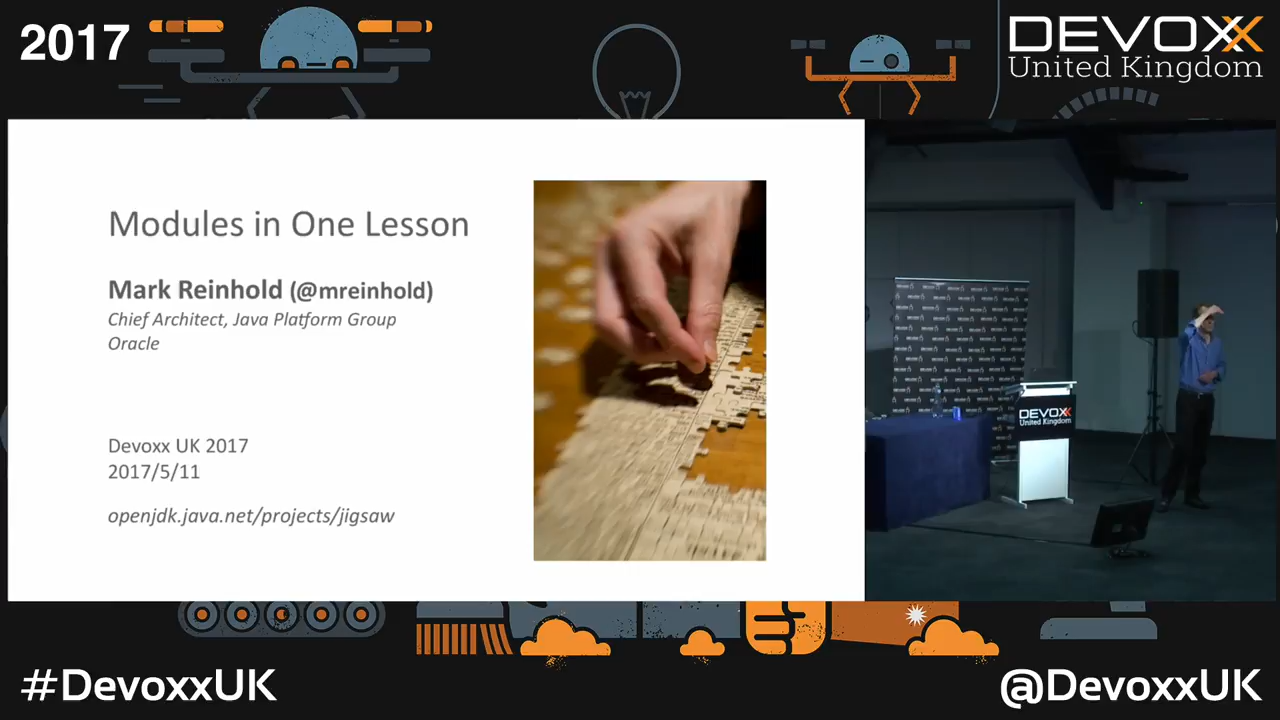 2017
DEVOXX
United Kingdom
Modules in One Lesson
Mark Reinhold (@mreinhold)
Chief Architect, Java Platform Group
Oracle
Devoxx UK 2017
2017/5/11
openjdk.java.net/projects/jigsaw
DEVOXX
United Kingdom
#DevoxxUK
@DevoxxUK